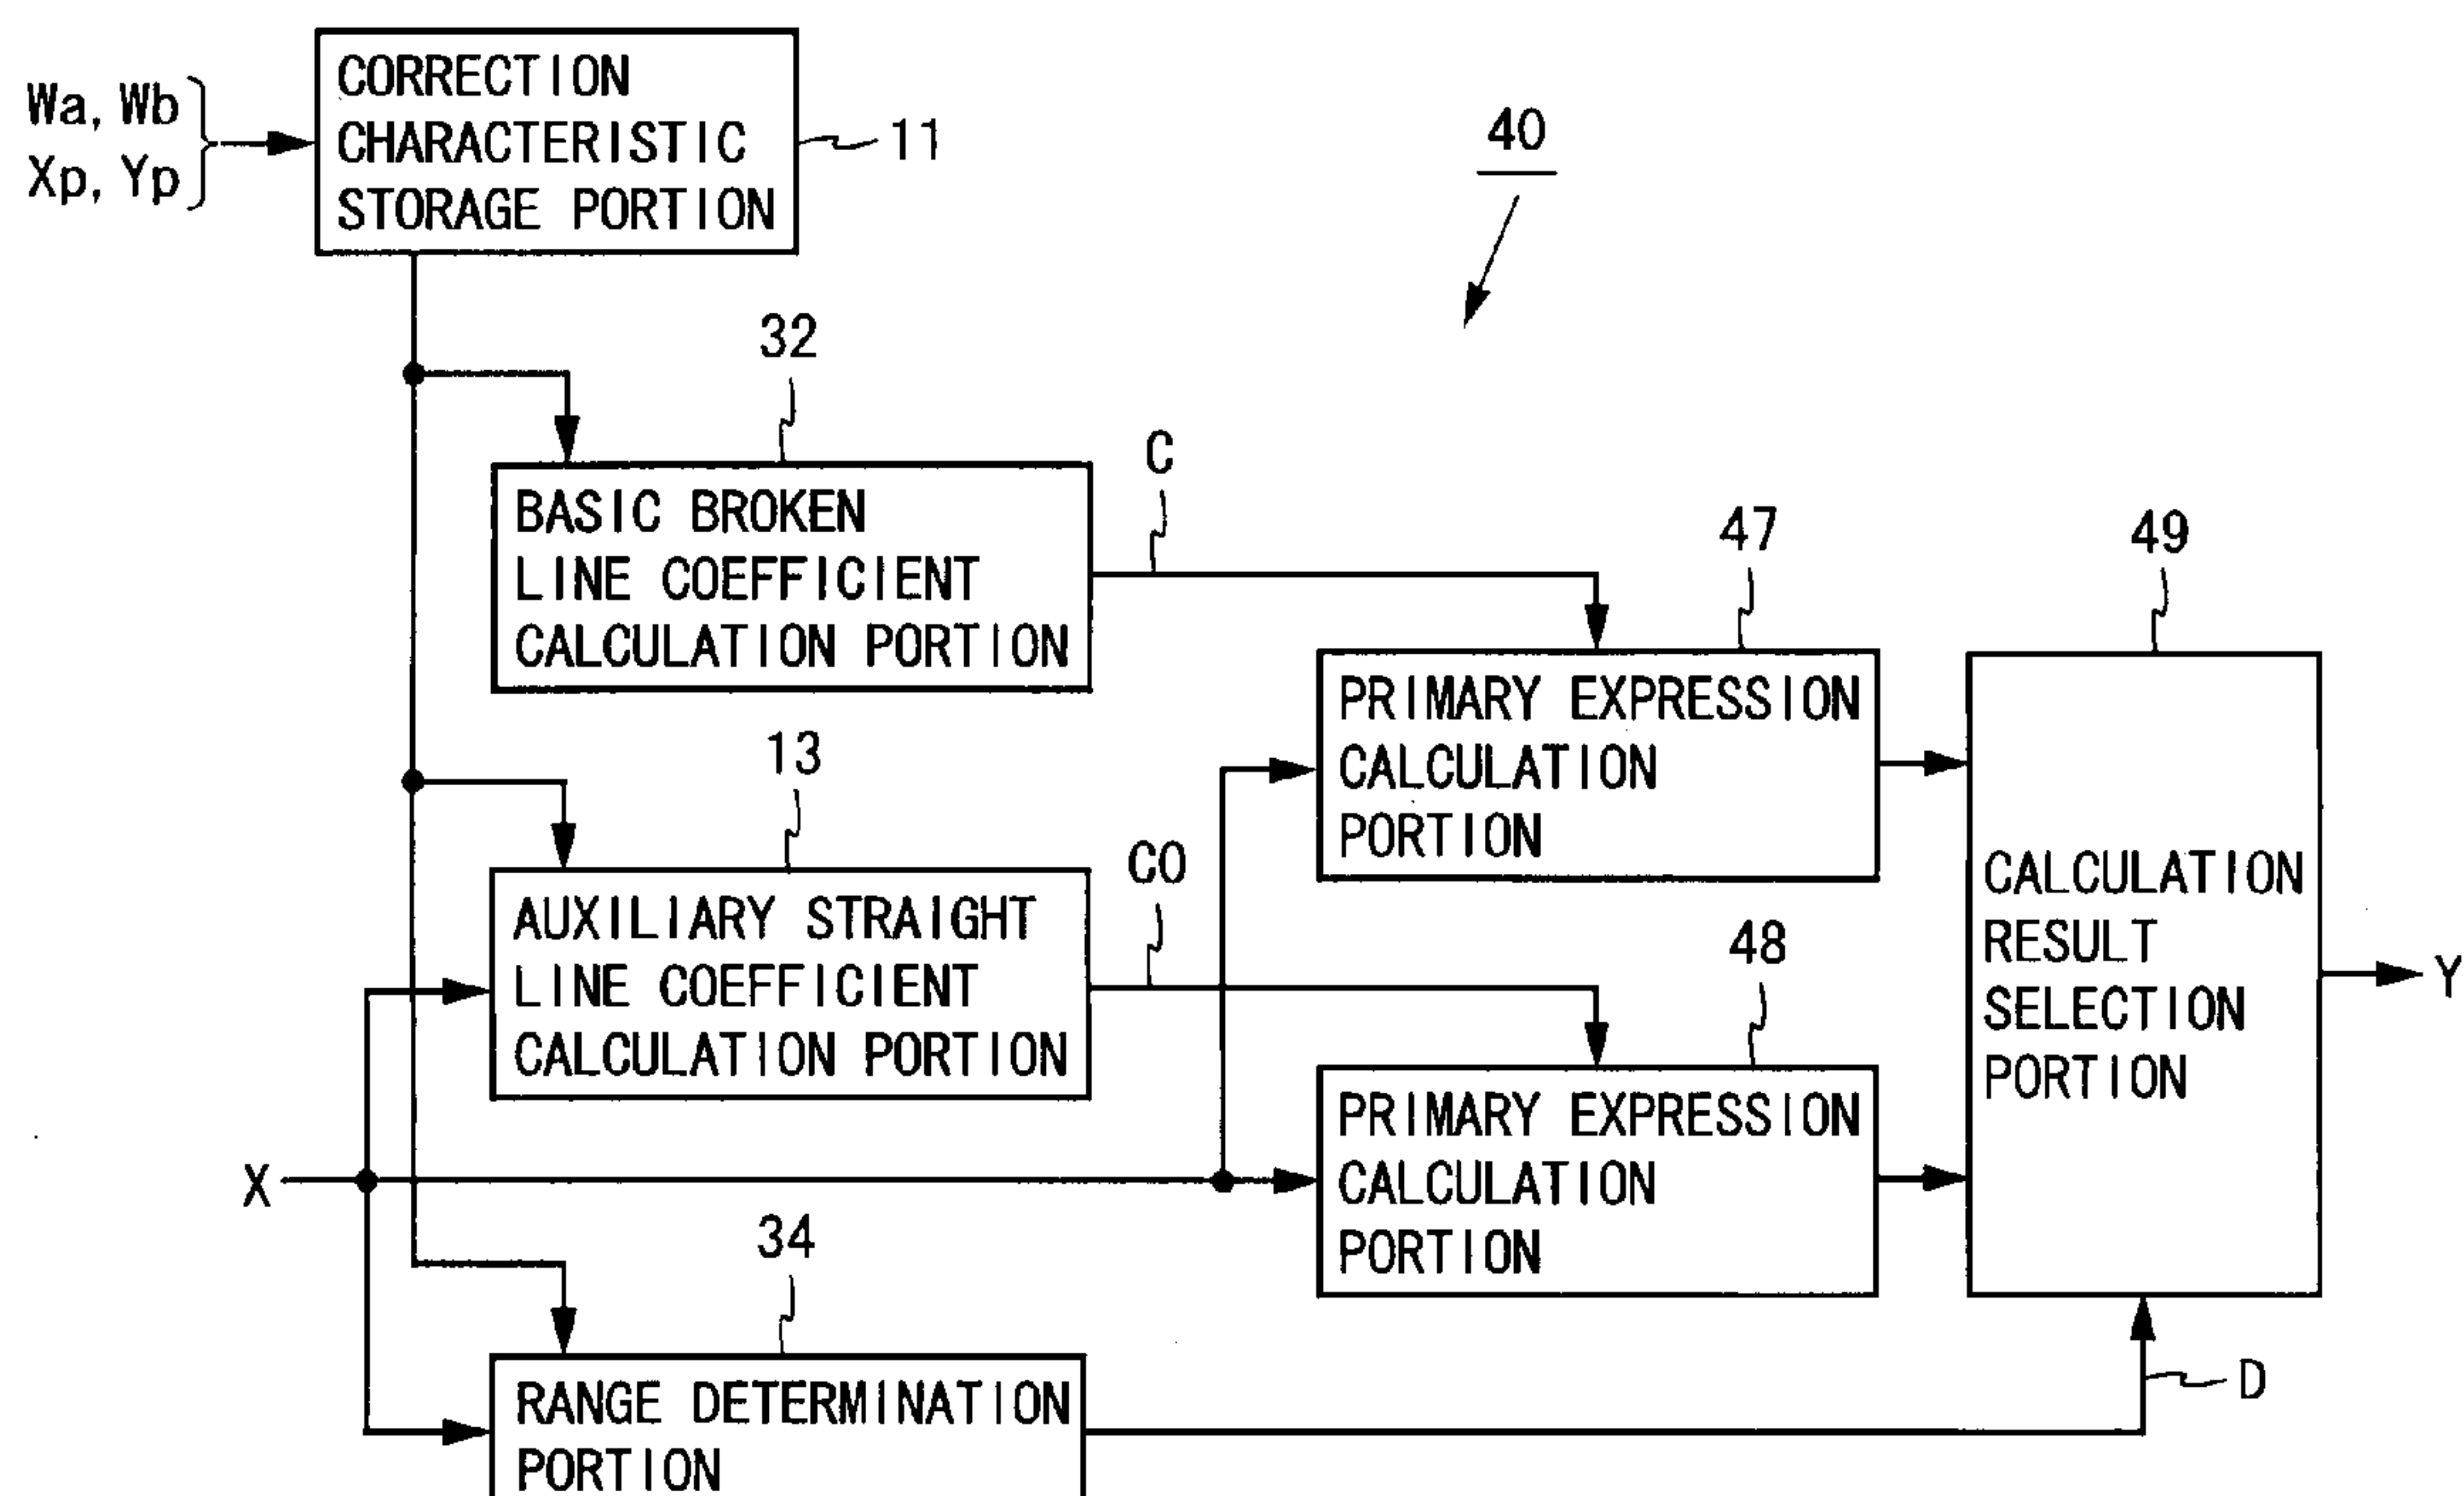 Wa, Wb
Xp, Yp
CORRECTION
CHARACTERISTIC
STORAGE PORTION
11
40
32
BASIC BROKEN
LINE COEFFICIENT
CALCULATION PORTION
C
47
PRIMARY EXPRESSION
CALCULATION
PORTION
49
CALCULATION
RESULT
SELECTION
PORTION
Y
13
AUXILIARY STRAIGHT
LINE COEFFICIENT
CALCULATION PORTION
C0
48
PRIMARY EXPRESSION
CALCULATION
PORTION
X
34
RANGE DETERMINATION
PORTION
D